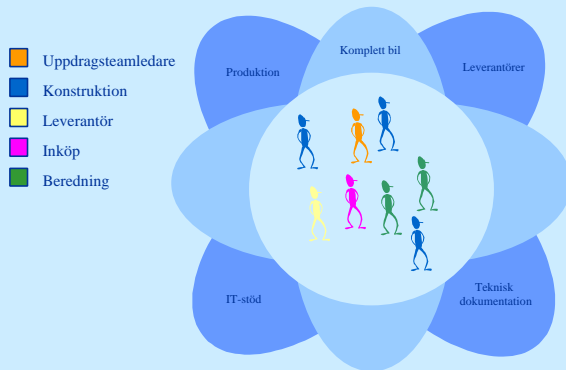 Uppdragsteamledare
Konstruktion
Leverantör
Inköp
Beredning
Komplett bil
Produktion
Leverantörer
IT-stöd
Teknisk
dokumentation